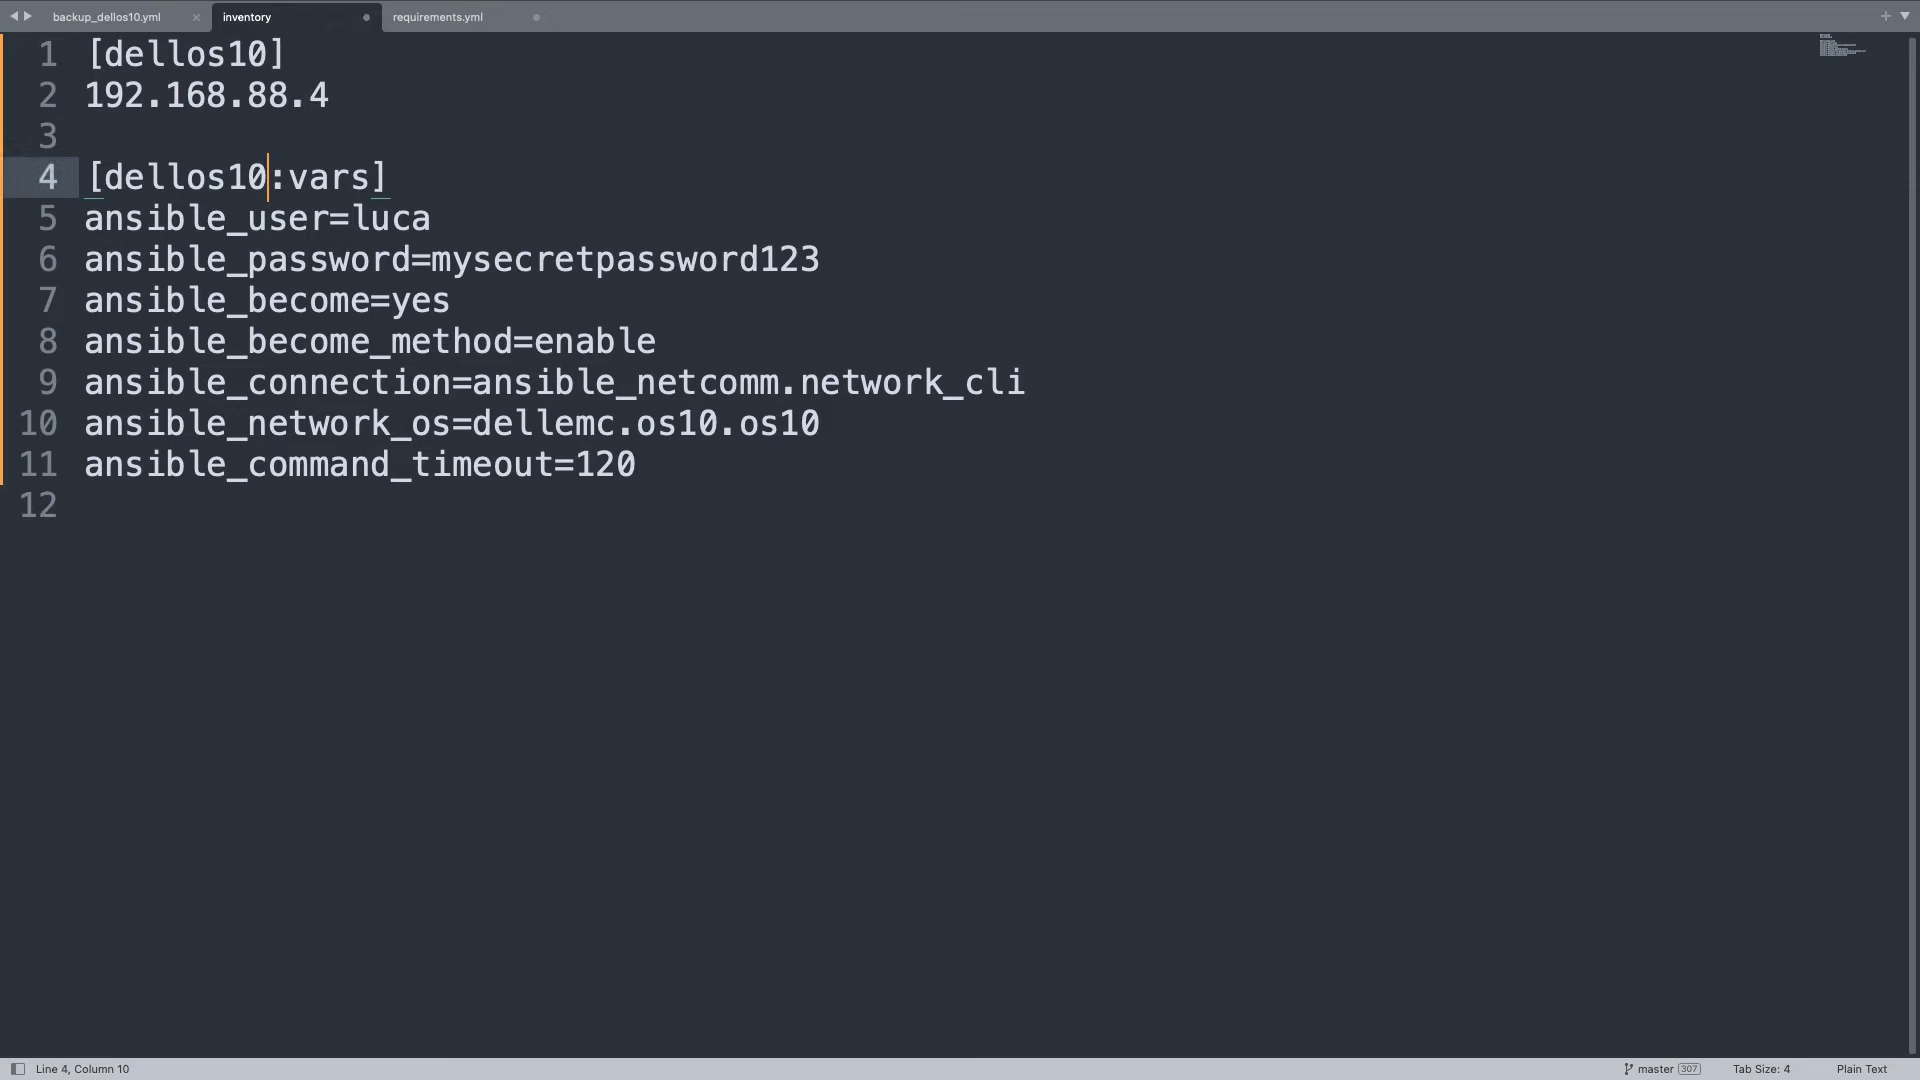 backup_dellos10.yml
inventory
requirements.yml
1 [dellos10]
2 192.168.88.4
3
4 [dellos10:vars]
5 ansible_user=luca
6 ansible_password=mysecretpassword123
7 ansible_become=yes
8 ansible_become_method=enable
9 ansible_connection=ansible_netcomm.network_cli
10 ansible_network_os=dellemc.os10.os10
11 ansible_command_timeout=120
12
Line 4, Column 10
master 307
Tab Size: 4
Plain Text